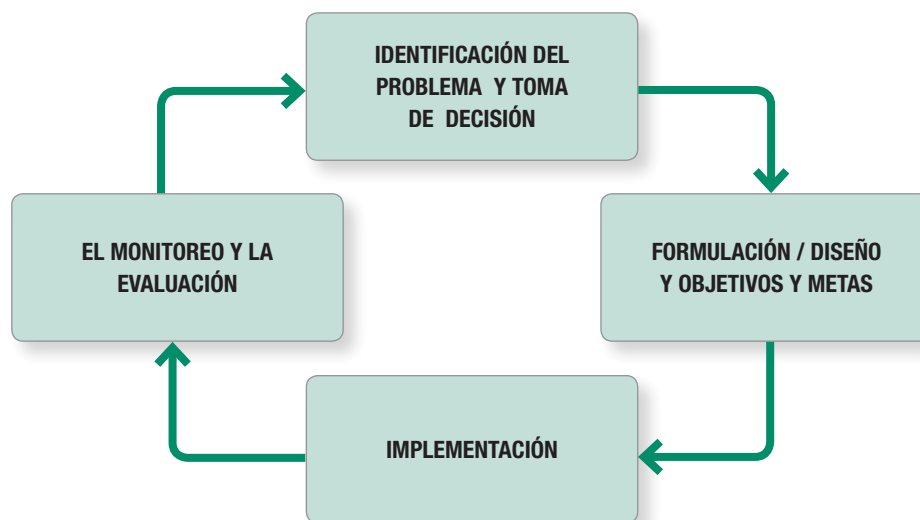 IDENTIFICACIÓN DEL
PROBLEMA Y TOMA
DE DECISIÓN
EL MONITOREO Y LA
EVALUACIÓN
FORMULACIÓN / DISEÑO
Y OBJETIVOS Y METAS
IMPLEMENTACIÓN